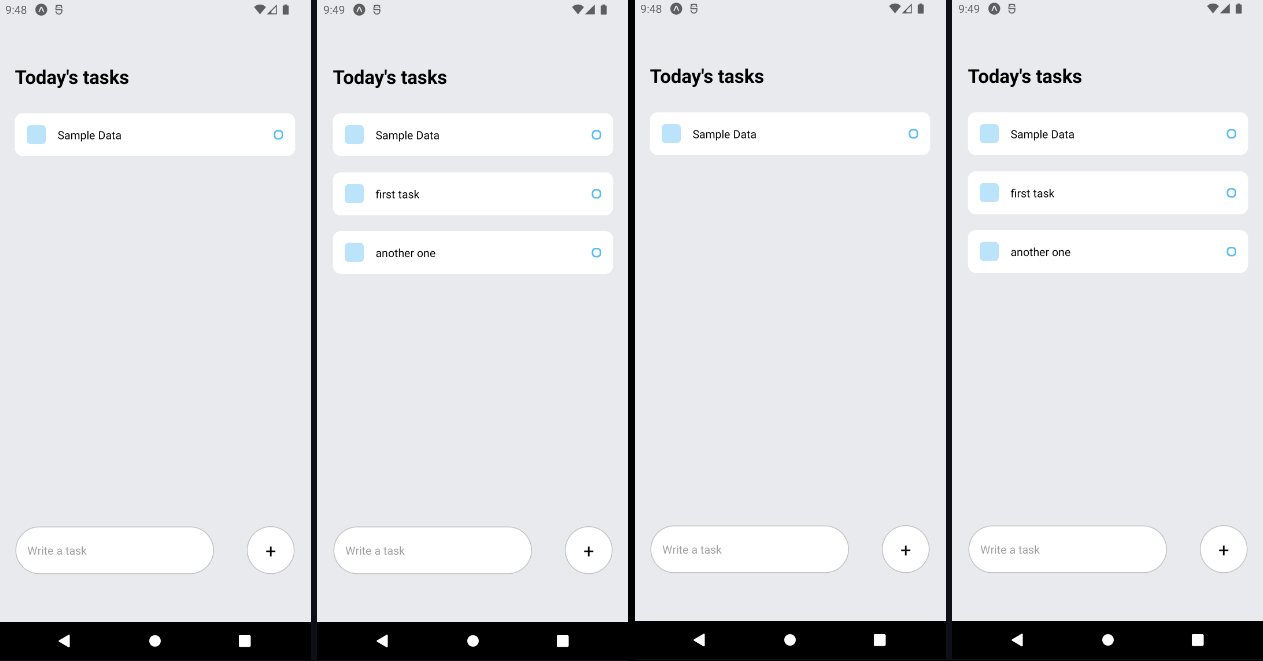 9:48
Today's tasks
Sample Data
Write a task
+
9:49
Today's tasks
Sample Data
first task
another one
Write a task
+
9:48
Today's tasks
Sample Data
Write a task
+
9:49
Today's tasks
Sample Data
first task
another one
Write a task
+